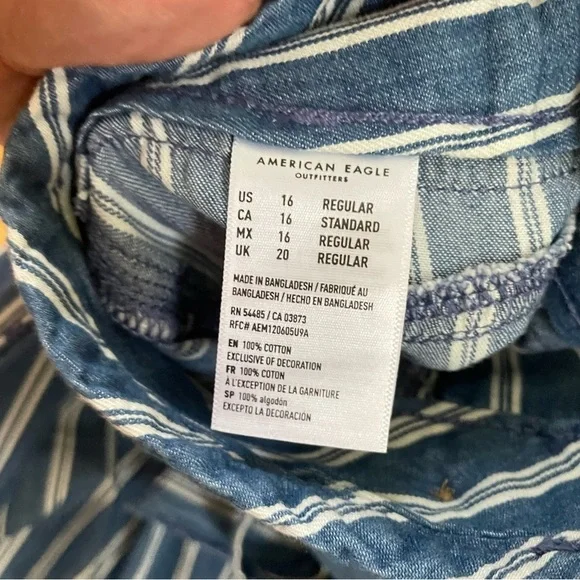 AMERICAN EAGLE
OUTFITTERS
US 16 REGULAR
CA 16 STANDARD
MX 16 REGULAR
UK 20 REGULAR
MADE IN BANGLADESH / FABRIQUÉ AU
BANGLADESH / HECHO EN BANGLADESH
RN 54485 / CA 03873
RFC# AEM120605U9A
EN 100% COTTON
EXCLUSIVE OF DECORATION
FR 100% COTON
À L'EXCEPTION DE LA GARNITURE
SP 100% algodón
EXCEPTO LA DECORACIÓN